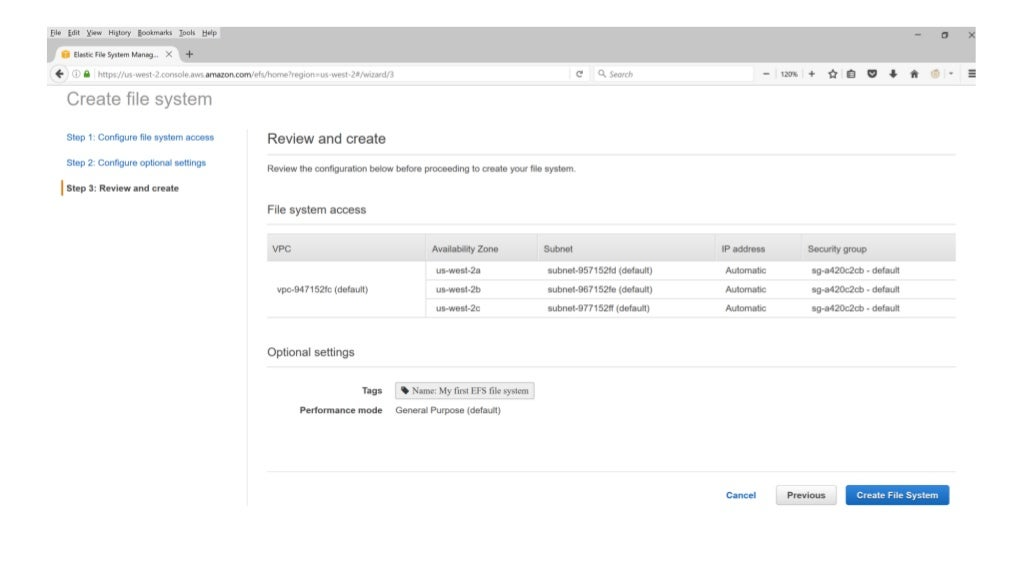 File Edit View History Bookmarks Tools Help
Elastic File System Manag...
https://us-west-2.console.aws.amazon.com/efs/home?region=us-west-2#/wizard/3
Search
120%
Create file system
Step 1: Configure file system access
Step 2: Configure optional settings
Step 3: Review and create
Review and create
Review the configuration below before proceeding to create your file system.
File system access
VPC Availability Zone Subnet IP address Security group
us-west-2a subnet-957152fd (default) Automatic sg-a420c2cb - default
vpc-947152fc (default) us-west-2b subnet-967152fe (default) Automatic sg-a420c2cb - default
us-west-2c subnet-977152ff (default) Automatic sg-a420c2cb - default
Optional settings
Tags Name: My first EFS file system
Performance mode General Purpose (default)
Cancel Previous Create File System